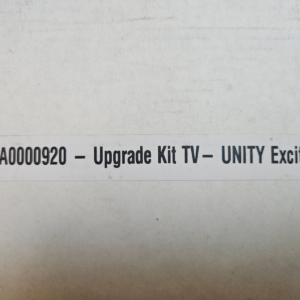 A0000920 – Upgrade Kit TV – UNITY Excit